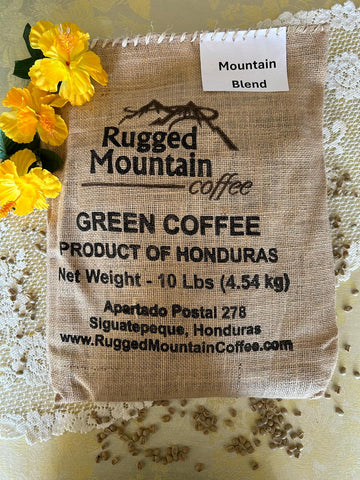 Mountain
Blend
Rugged
Mountain
coffee
GREEN COFFEE
PRODUCT OF HONDURAS
Net Weight - 10 Lbs (4.54 kg)
Apartado Postal 278
Siguatepeque, Honduras
www.RuggedMountainCoffee.com